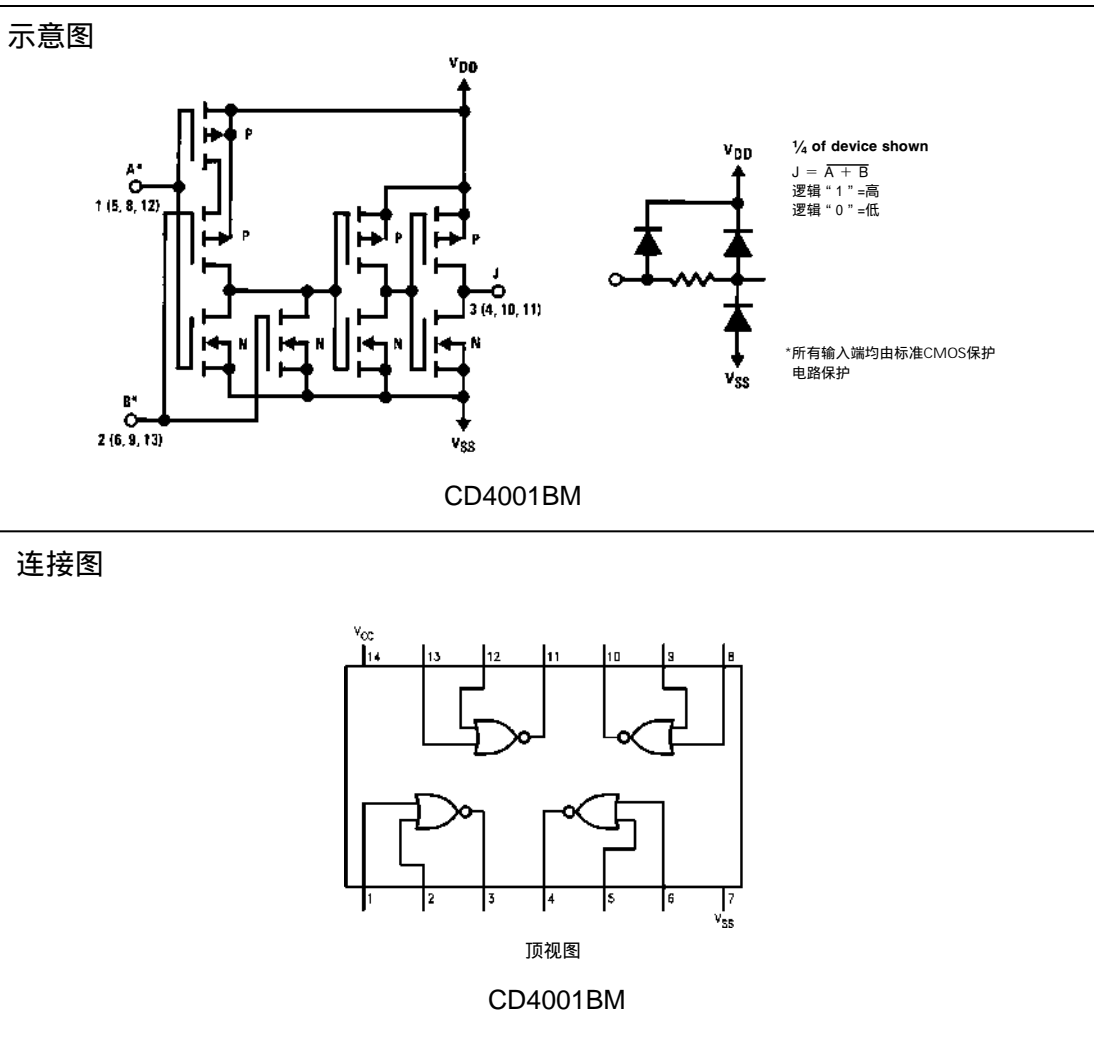 示意图
VDD
P
A*
1 (5, 8, 12)
P
P
P
J
3 (4, 10, 11)
N
N
N
N
B*
2 (6, 9, 13)
VSS
VDD
VSS
¼ of device shown
J = A + B
逻辑“1”=高
逻辑“0”=低
*所有输入端均由标准CMOS保护
电路保护
CD4001BM
连接图
VCC
14
13
12
11
10
9
8
1
2
3
4
5
6
7
VSS
顶视图
CD4001BM